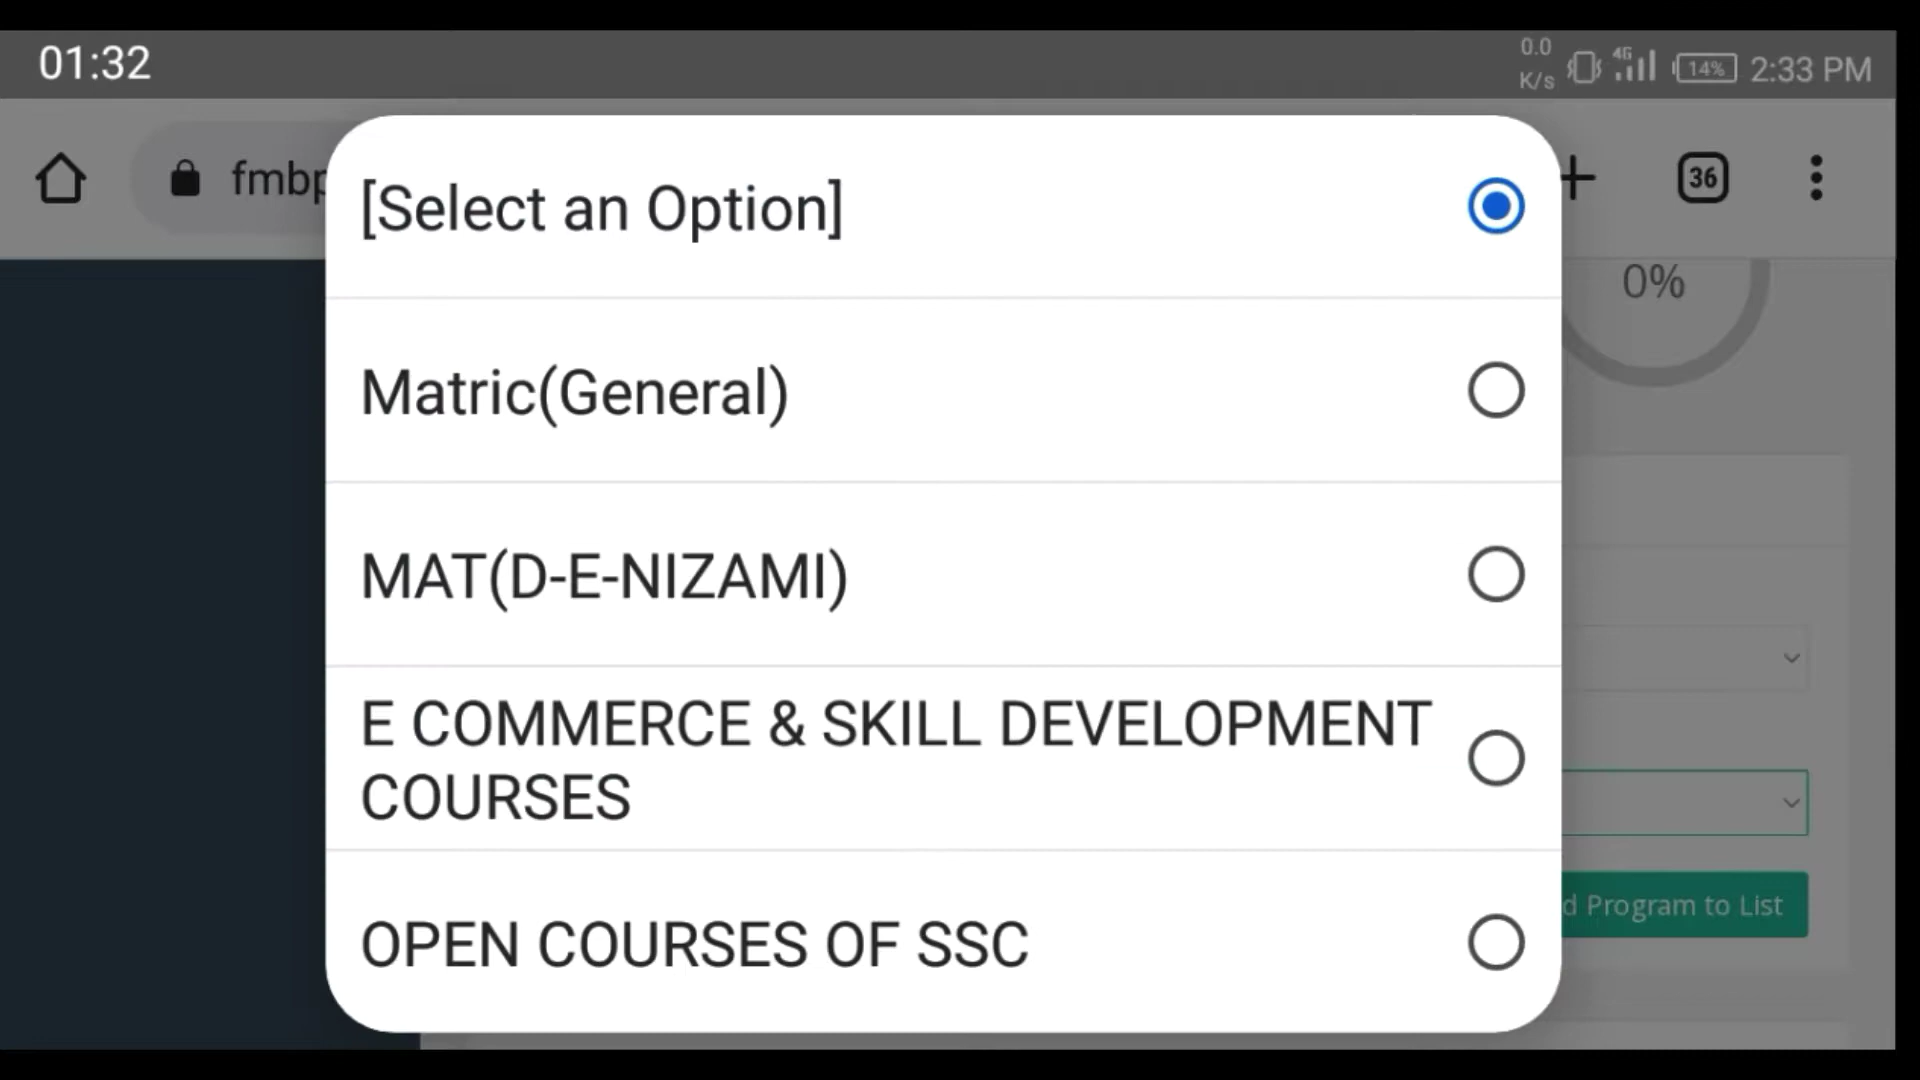 01:32
0.0
K/s
4G
14%
2:33 PM
fmbp
36
[Select an Option]
0%
Matric(General)
MAT(D-E-NIZAMI)
E COMMERCE & SKILL DEVELOPMENT
COURSES
d Program to List
OPEN COURSES OF SSC